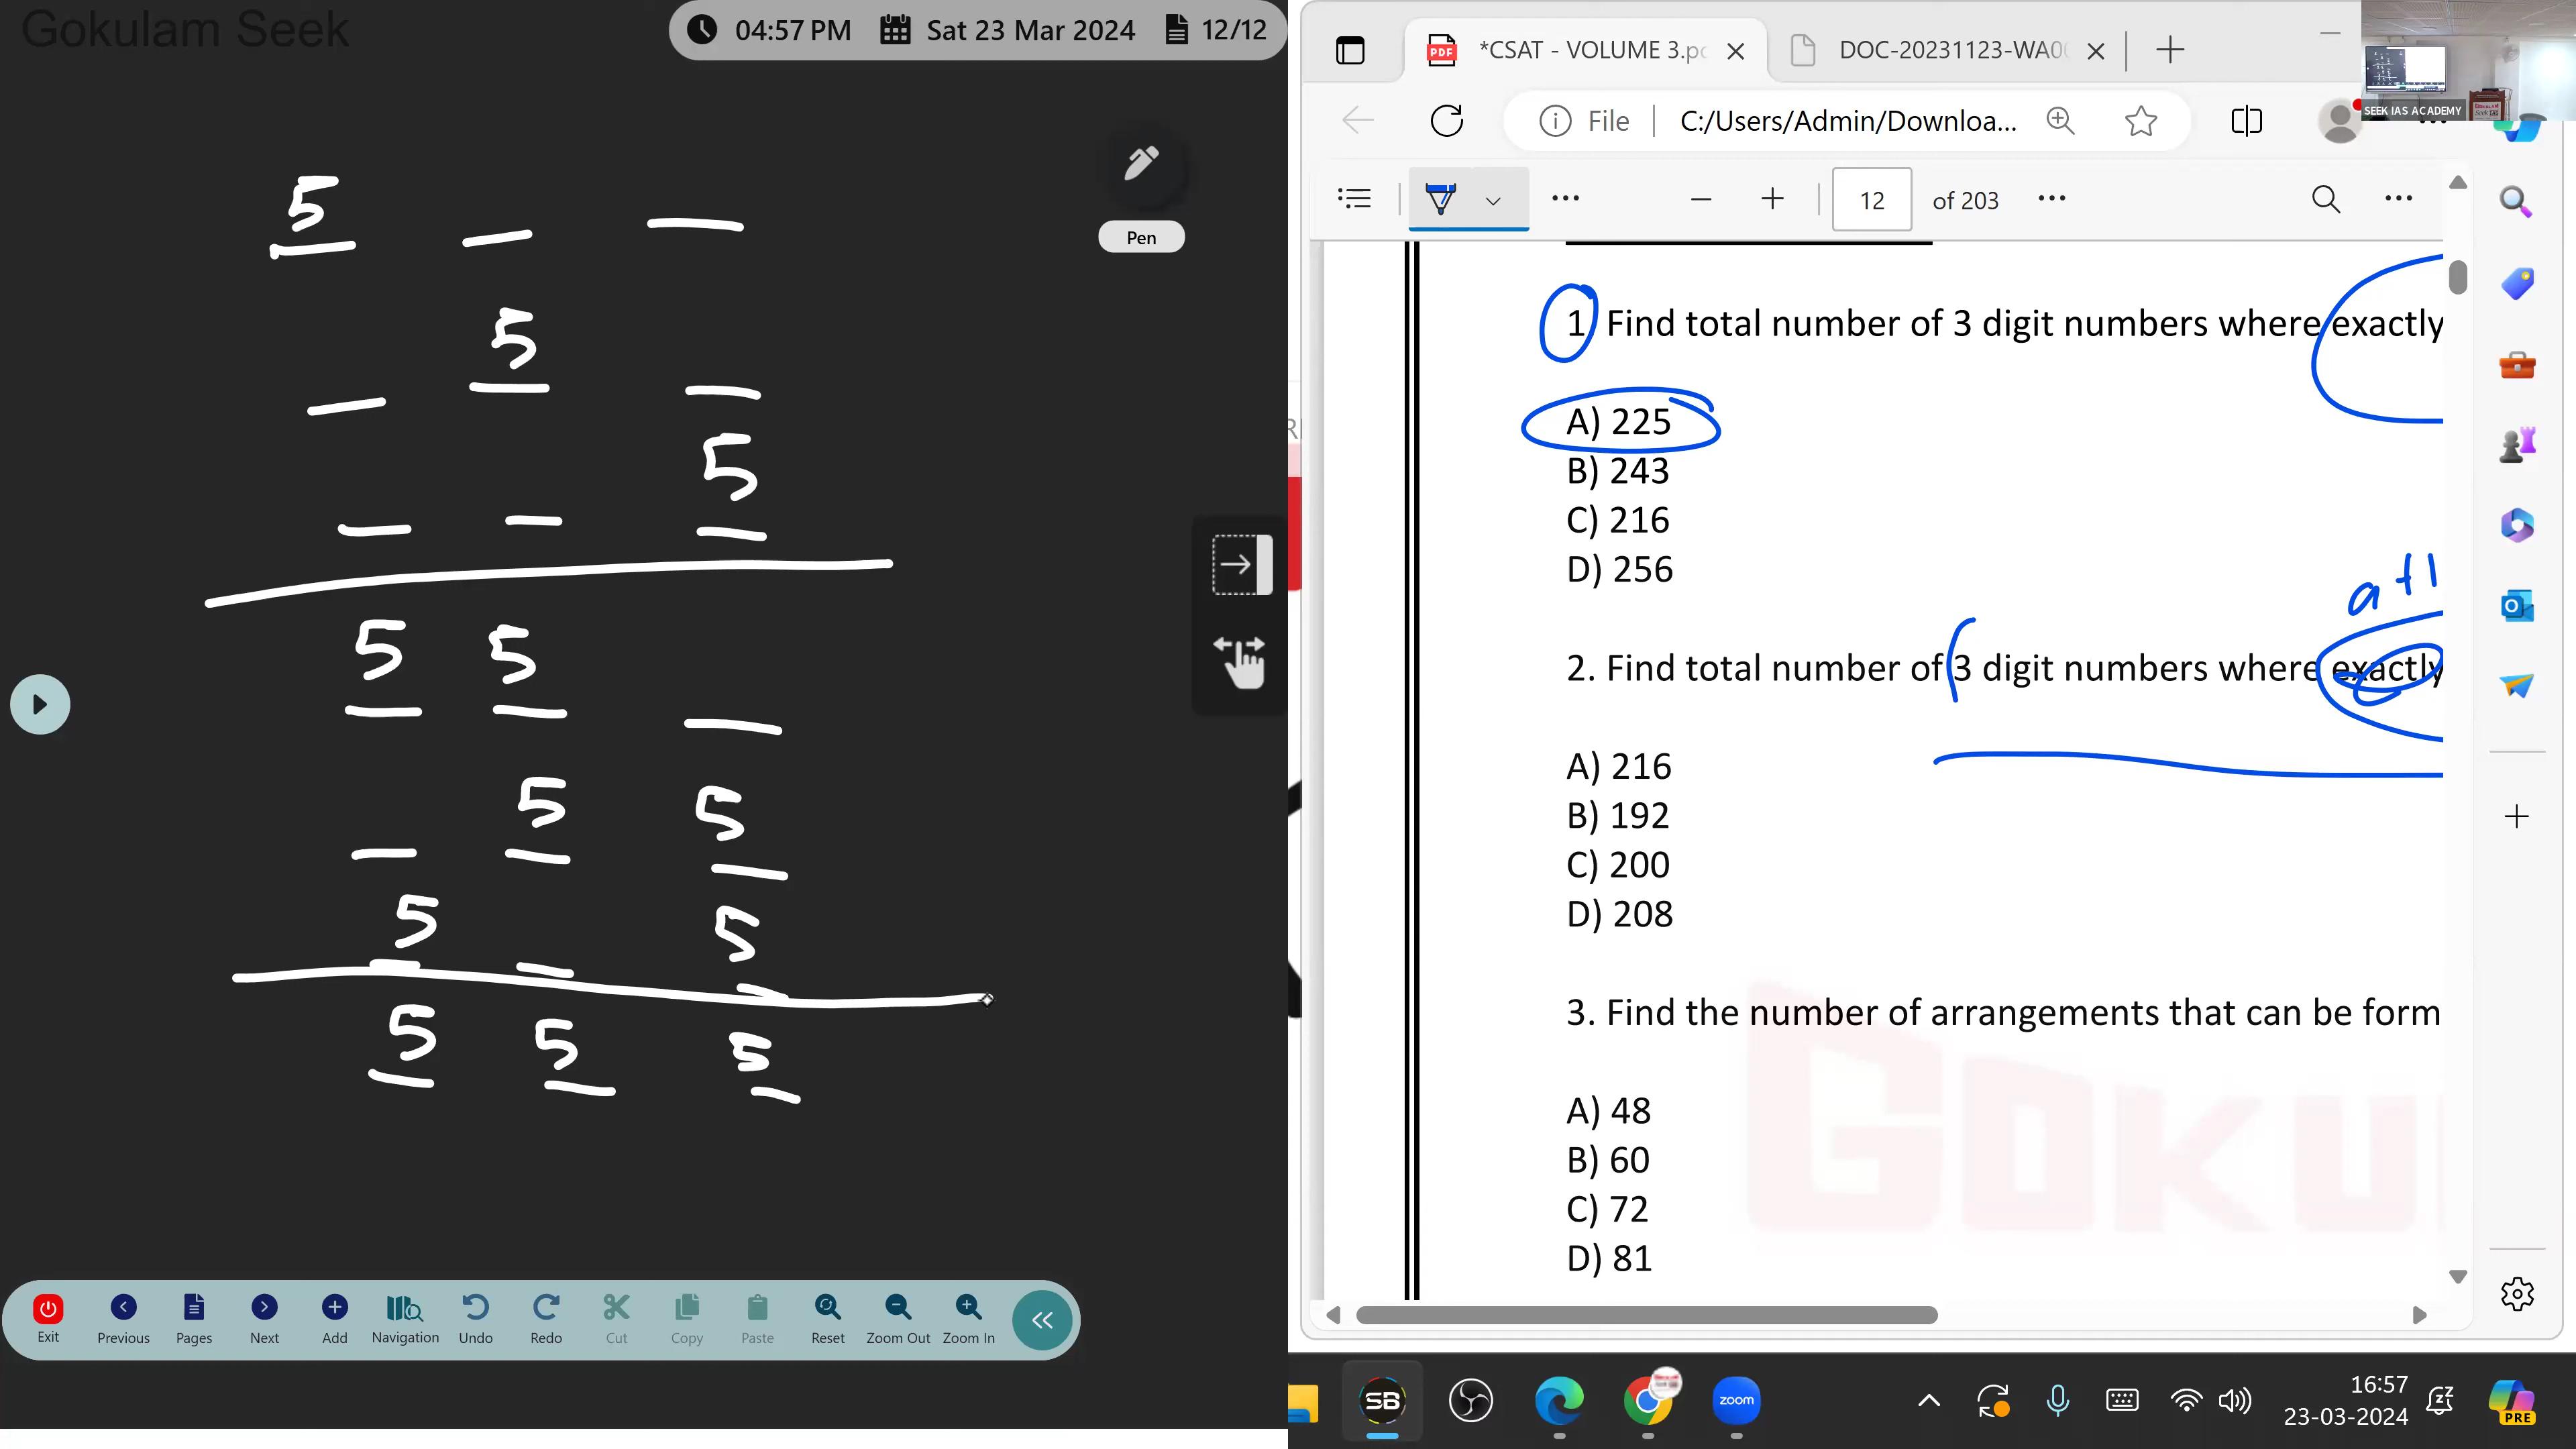 Gokulam Seek
04:57 PM Sat 23 Mar 2024 12/12
Pen
5
5
5
5 5
5 5
5 5
5 5 5
Exit Previous Pages Next Add Navigation Undo Redo Cut Copy Paste Reset Zoom Out Zoom In
*CSAT - VOLUME 3.pd
DOC-20231123-WA00
SEEK IAS ACADEMY
File C:/Users/Admin/Downloa...
12 of 203
1. Find total number of 3 digit numbers where exactly
A) 225
B) 243
C) 216
D) 256
2. Find total number of 3 digit numbers where exactly
A) 216
B) 192
C) 200
D) 208
3. Find the number of arrangements that can be form
A) 48
B) 60
C) 72
D) 81
GOKU
SB
zoom
16:57
23-03-2024
PRE